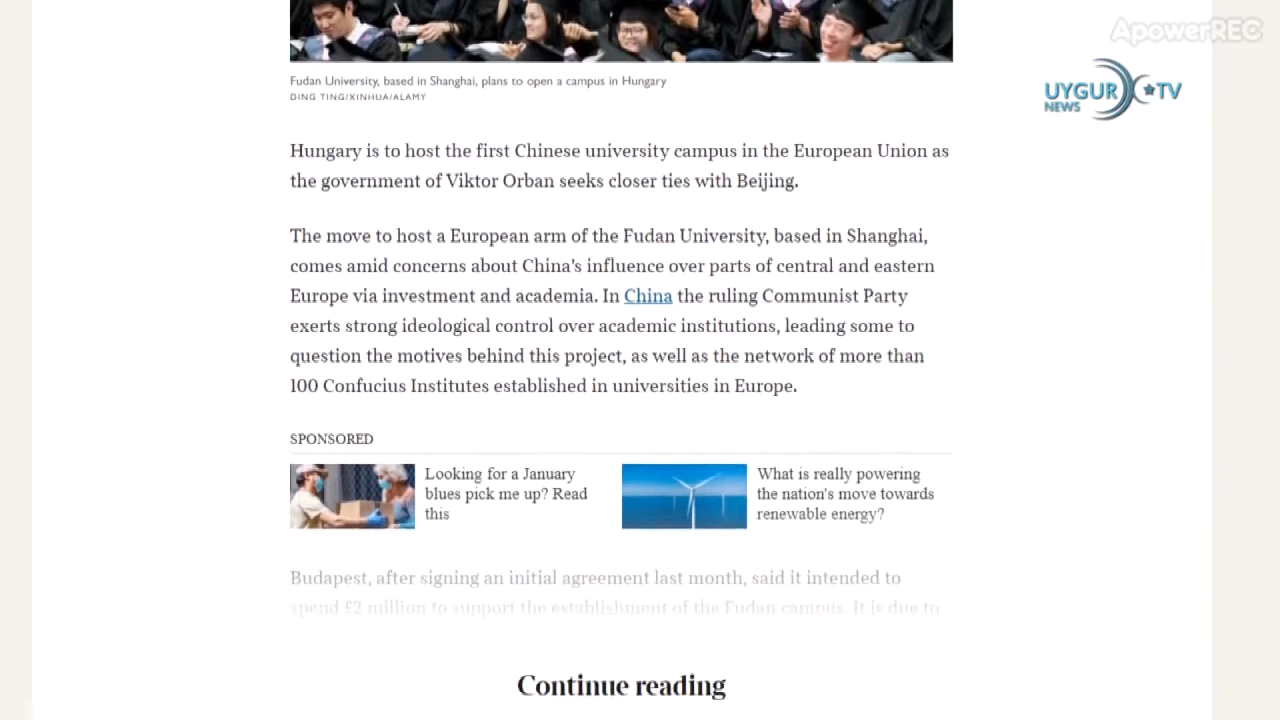 ApowerREC
UYGUR TV
NEWS
Fudan University, based in Shanghai, plans to open a campus in Hungary
DING TING/XINHUA/ALAMY
Hungary is to host the first Chinese university campus in the European Union as
the government of Viktor Orban seeks closer ties with Beijing.
The move to host a European arm of the Fudan University, based in Shanghai,
comes amid concerns about China's influence over parts of central and eastern
Europe via investment and academia. In China the ruling Communist Party
exerts strong ideological control over academic institutions, leading some to
question the motives behind this project, as well as the network of more than
100 Confucius Institutes established in universities in Europe.
SPONSORED
Looking for a January
blues pick me up? Read
this
What is really powering
the nation's move towards
renewable energy?
Budapest, after signing an initial agreement last month, said it intended to
spend £2 million to support the establishment of the Fudan campus. It is due to
Continue reading